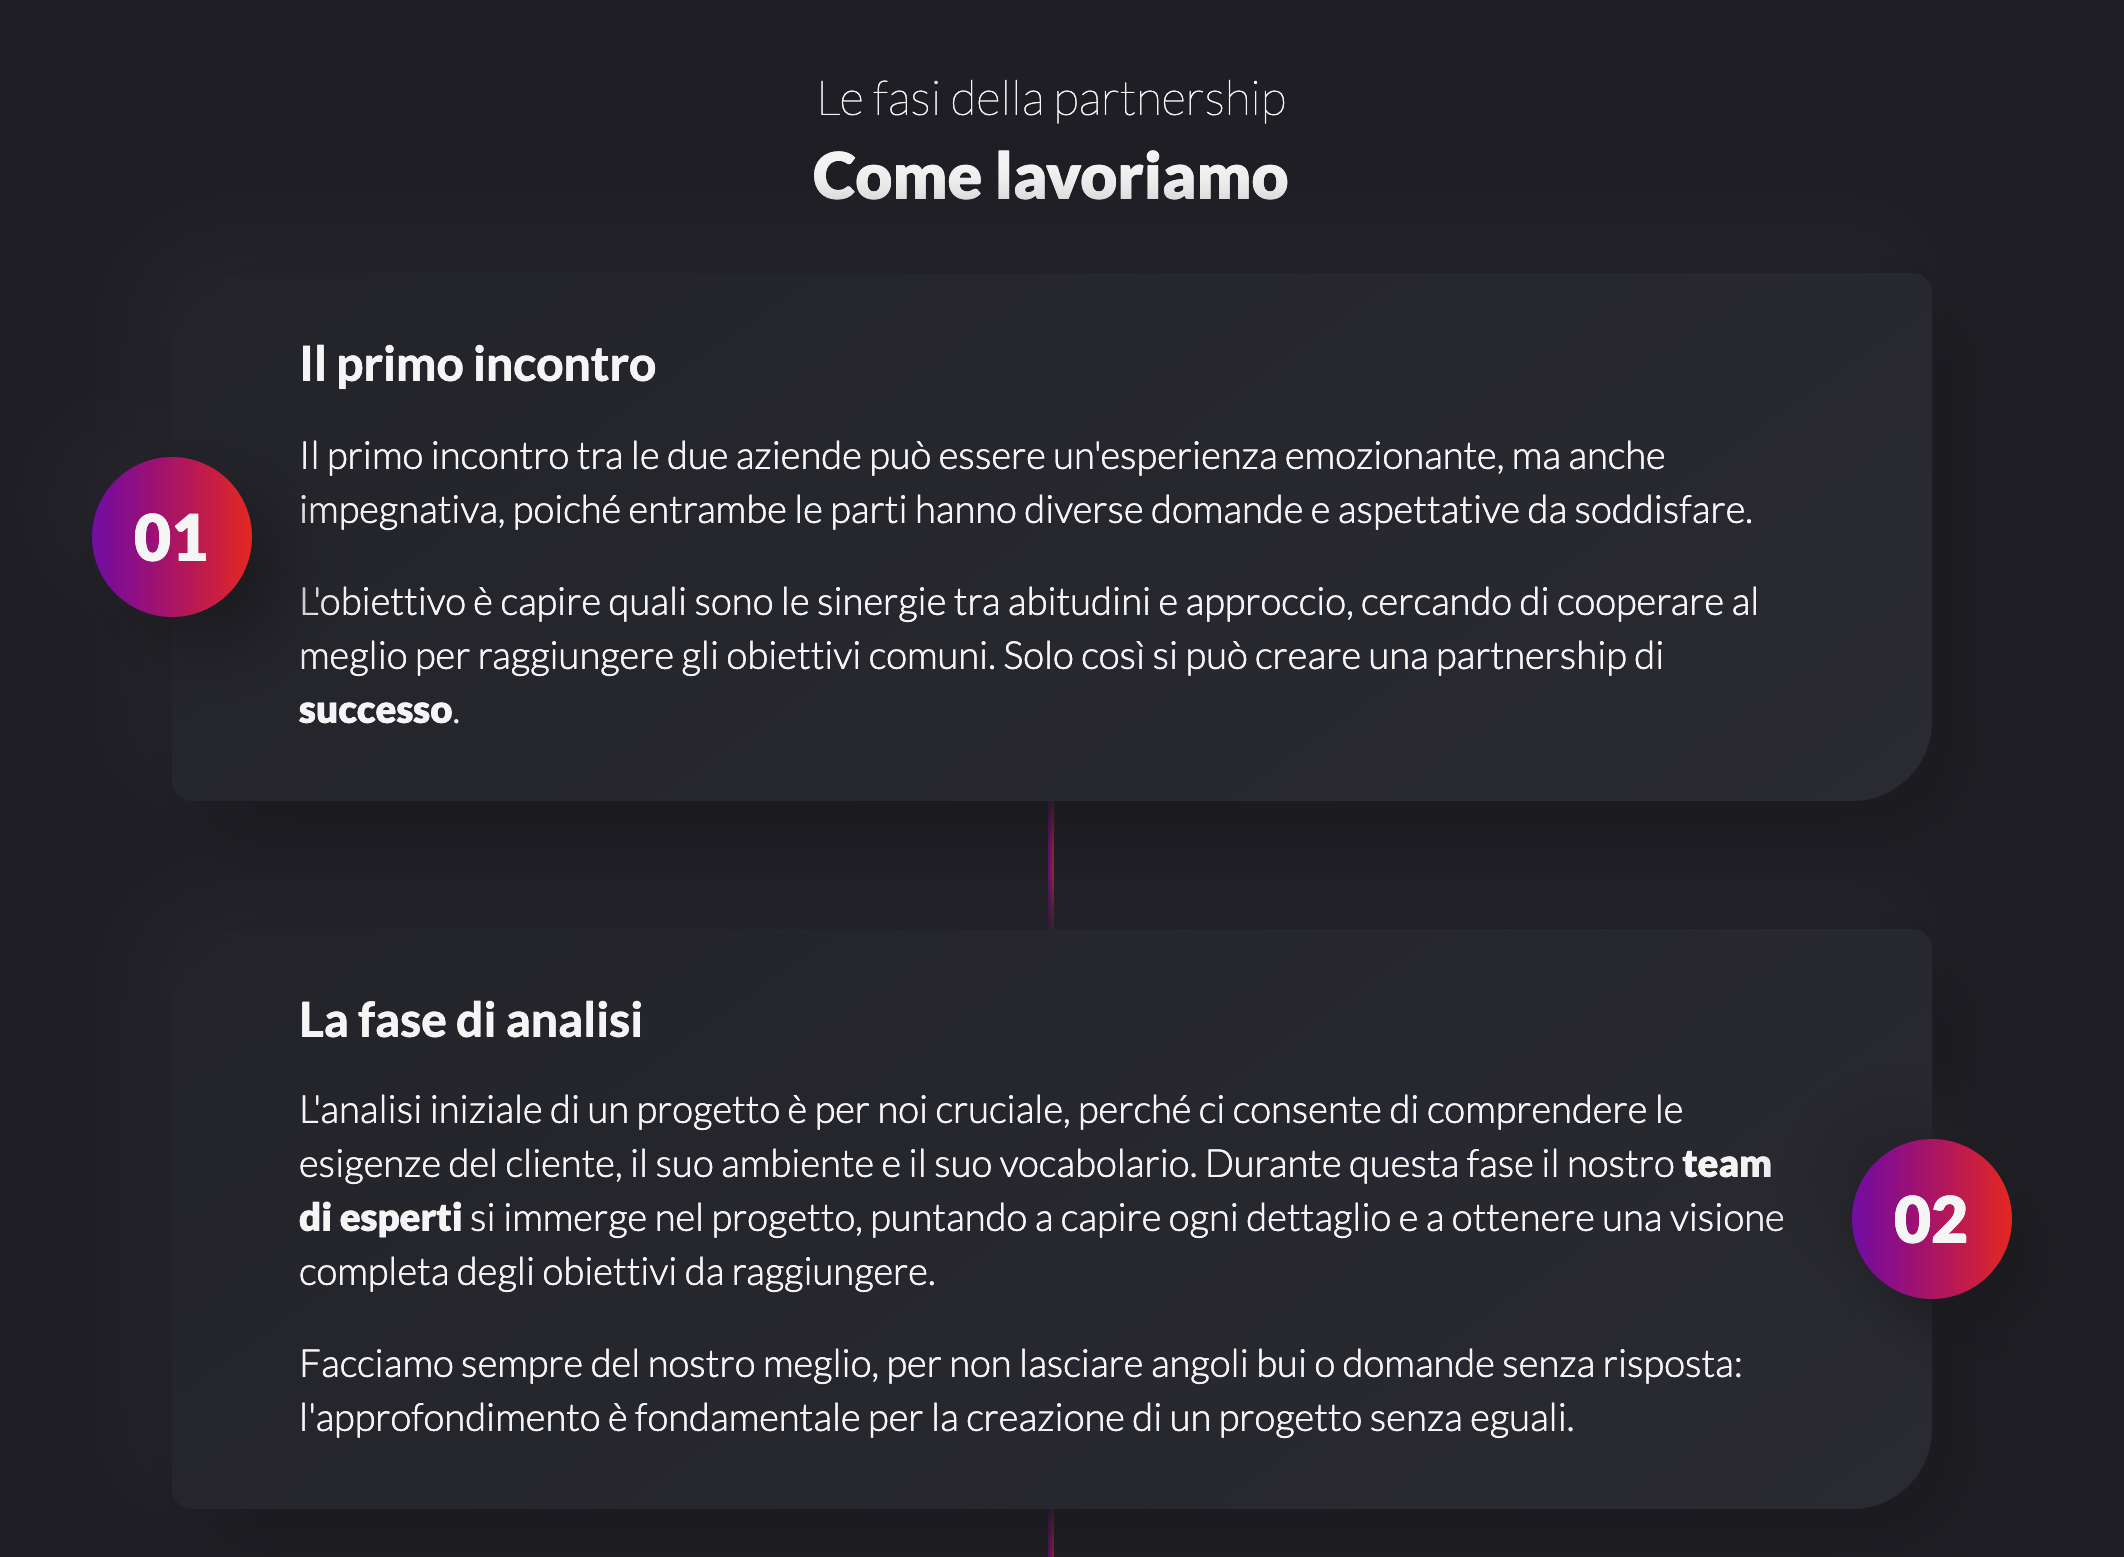 Le fasi della partnership
Come lavoriamo
Il primo incontro
Il primo incontro tra le due aziende può essere un'esperienza emozionante, ma anche
impegnativa, poiché entrambe le parti hanno diverse domande e aspettative da soddisfare.
01
L'obiettivo è capire quali sono le sinergie tra abitudini e approccio, cercando di cooperare al
meglio per raggiungere gli obiettivi comuni. Solo così si può creare una partnership di
successo.
La fase di analisi
L'analisi iniziale di un progetto è per noi cruciale, perché ci consente di comprendere le
esigenze del cliente, il suo ambiente e il suo vocabolario. Durante questa fase il nostro team
di esperti si immerge nel progetto, puntando a capire ogni dettaglio e a ottenere una visione
completa degli obiettivi da raggiungere.
02
Facciamo sempre del nostro meglio, per non lasciare angoli bui o domande senza risposta:
l'approfondimento è fondamentale per la creazione di un progetto senza eguali.